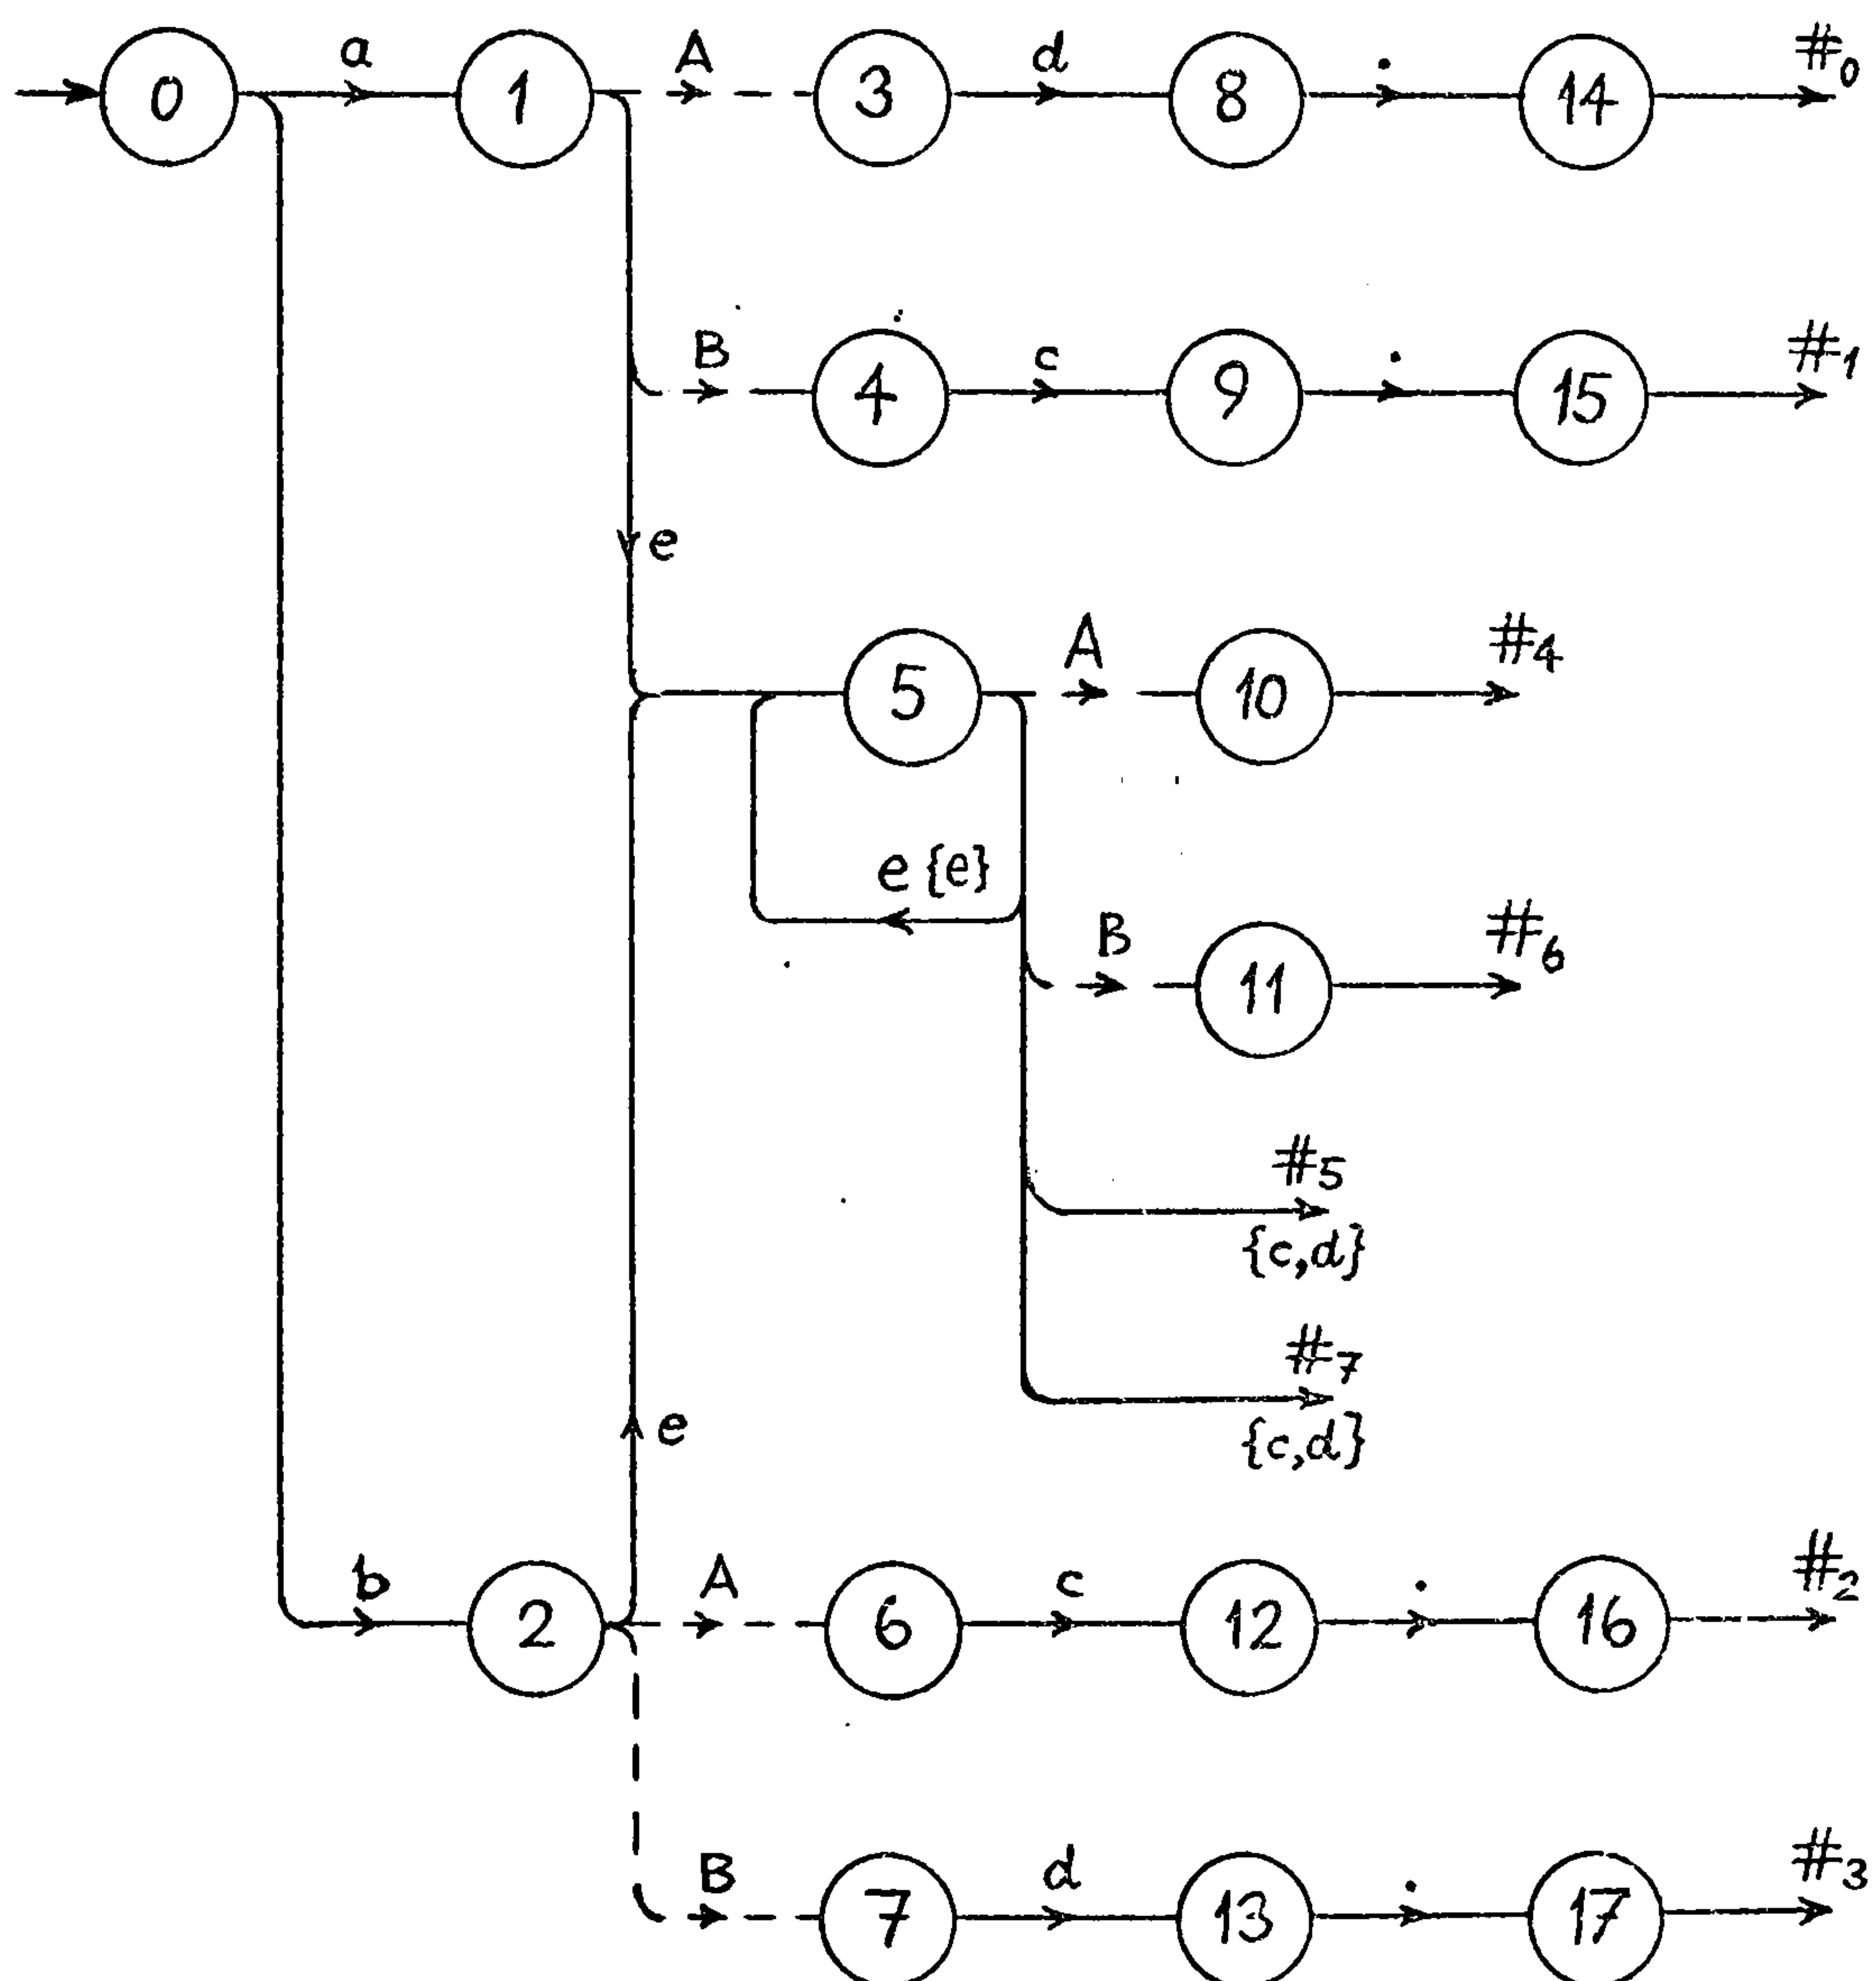 a A d . #0
0 1 3 8 14
B c . #1
4 9 15
e
A #4
5 10
e {e}
B #6
11
#5
{c,d}
#7
{c,d}
e
b A c . #2
2 6 12 16
B d . #3
7 13 17